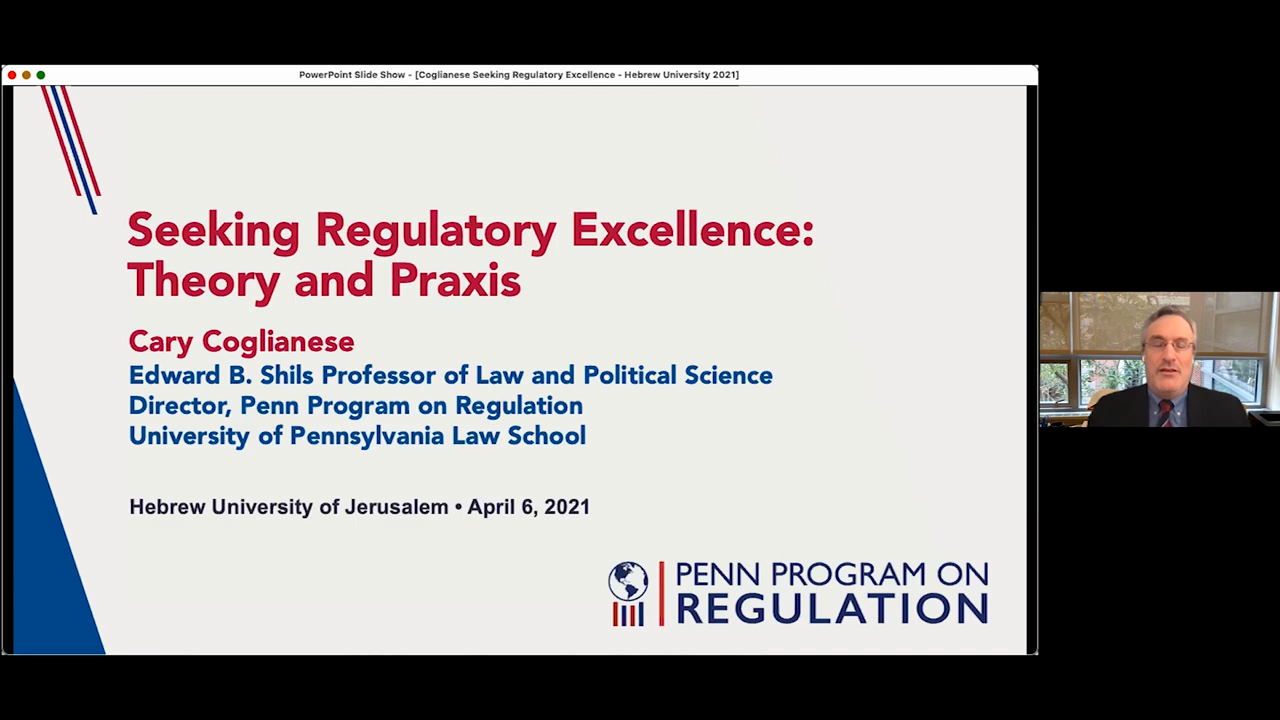 PowerPoint Slide Show - [Coglianese Seeking Regulatory Excellence - Hebrew University 2021]
Seeking Regulatory Excellence:
Theory and Praxis
Cary Coglianese
Edward B. Shils Professor of Law and Political Science
Director, Penn Program on Regulation
University of Pennsylvania Law School
Hebrew University of Jerusalem • April 6, 2021
PENN PROGRAM ON
REGULATION